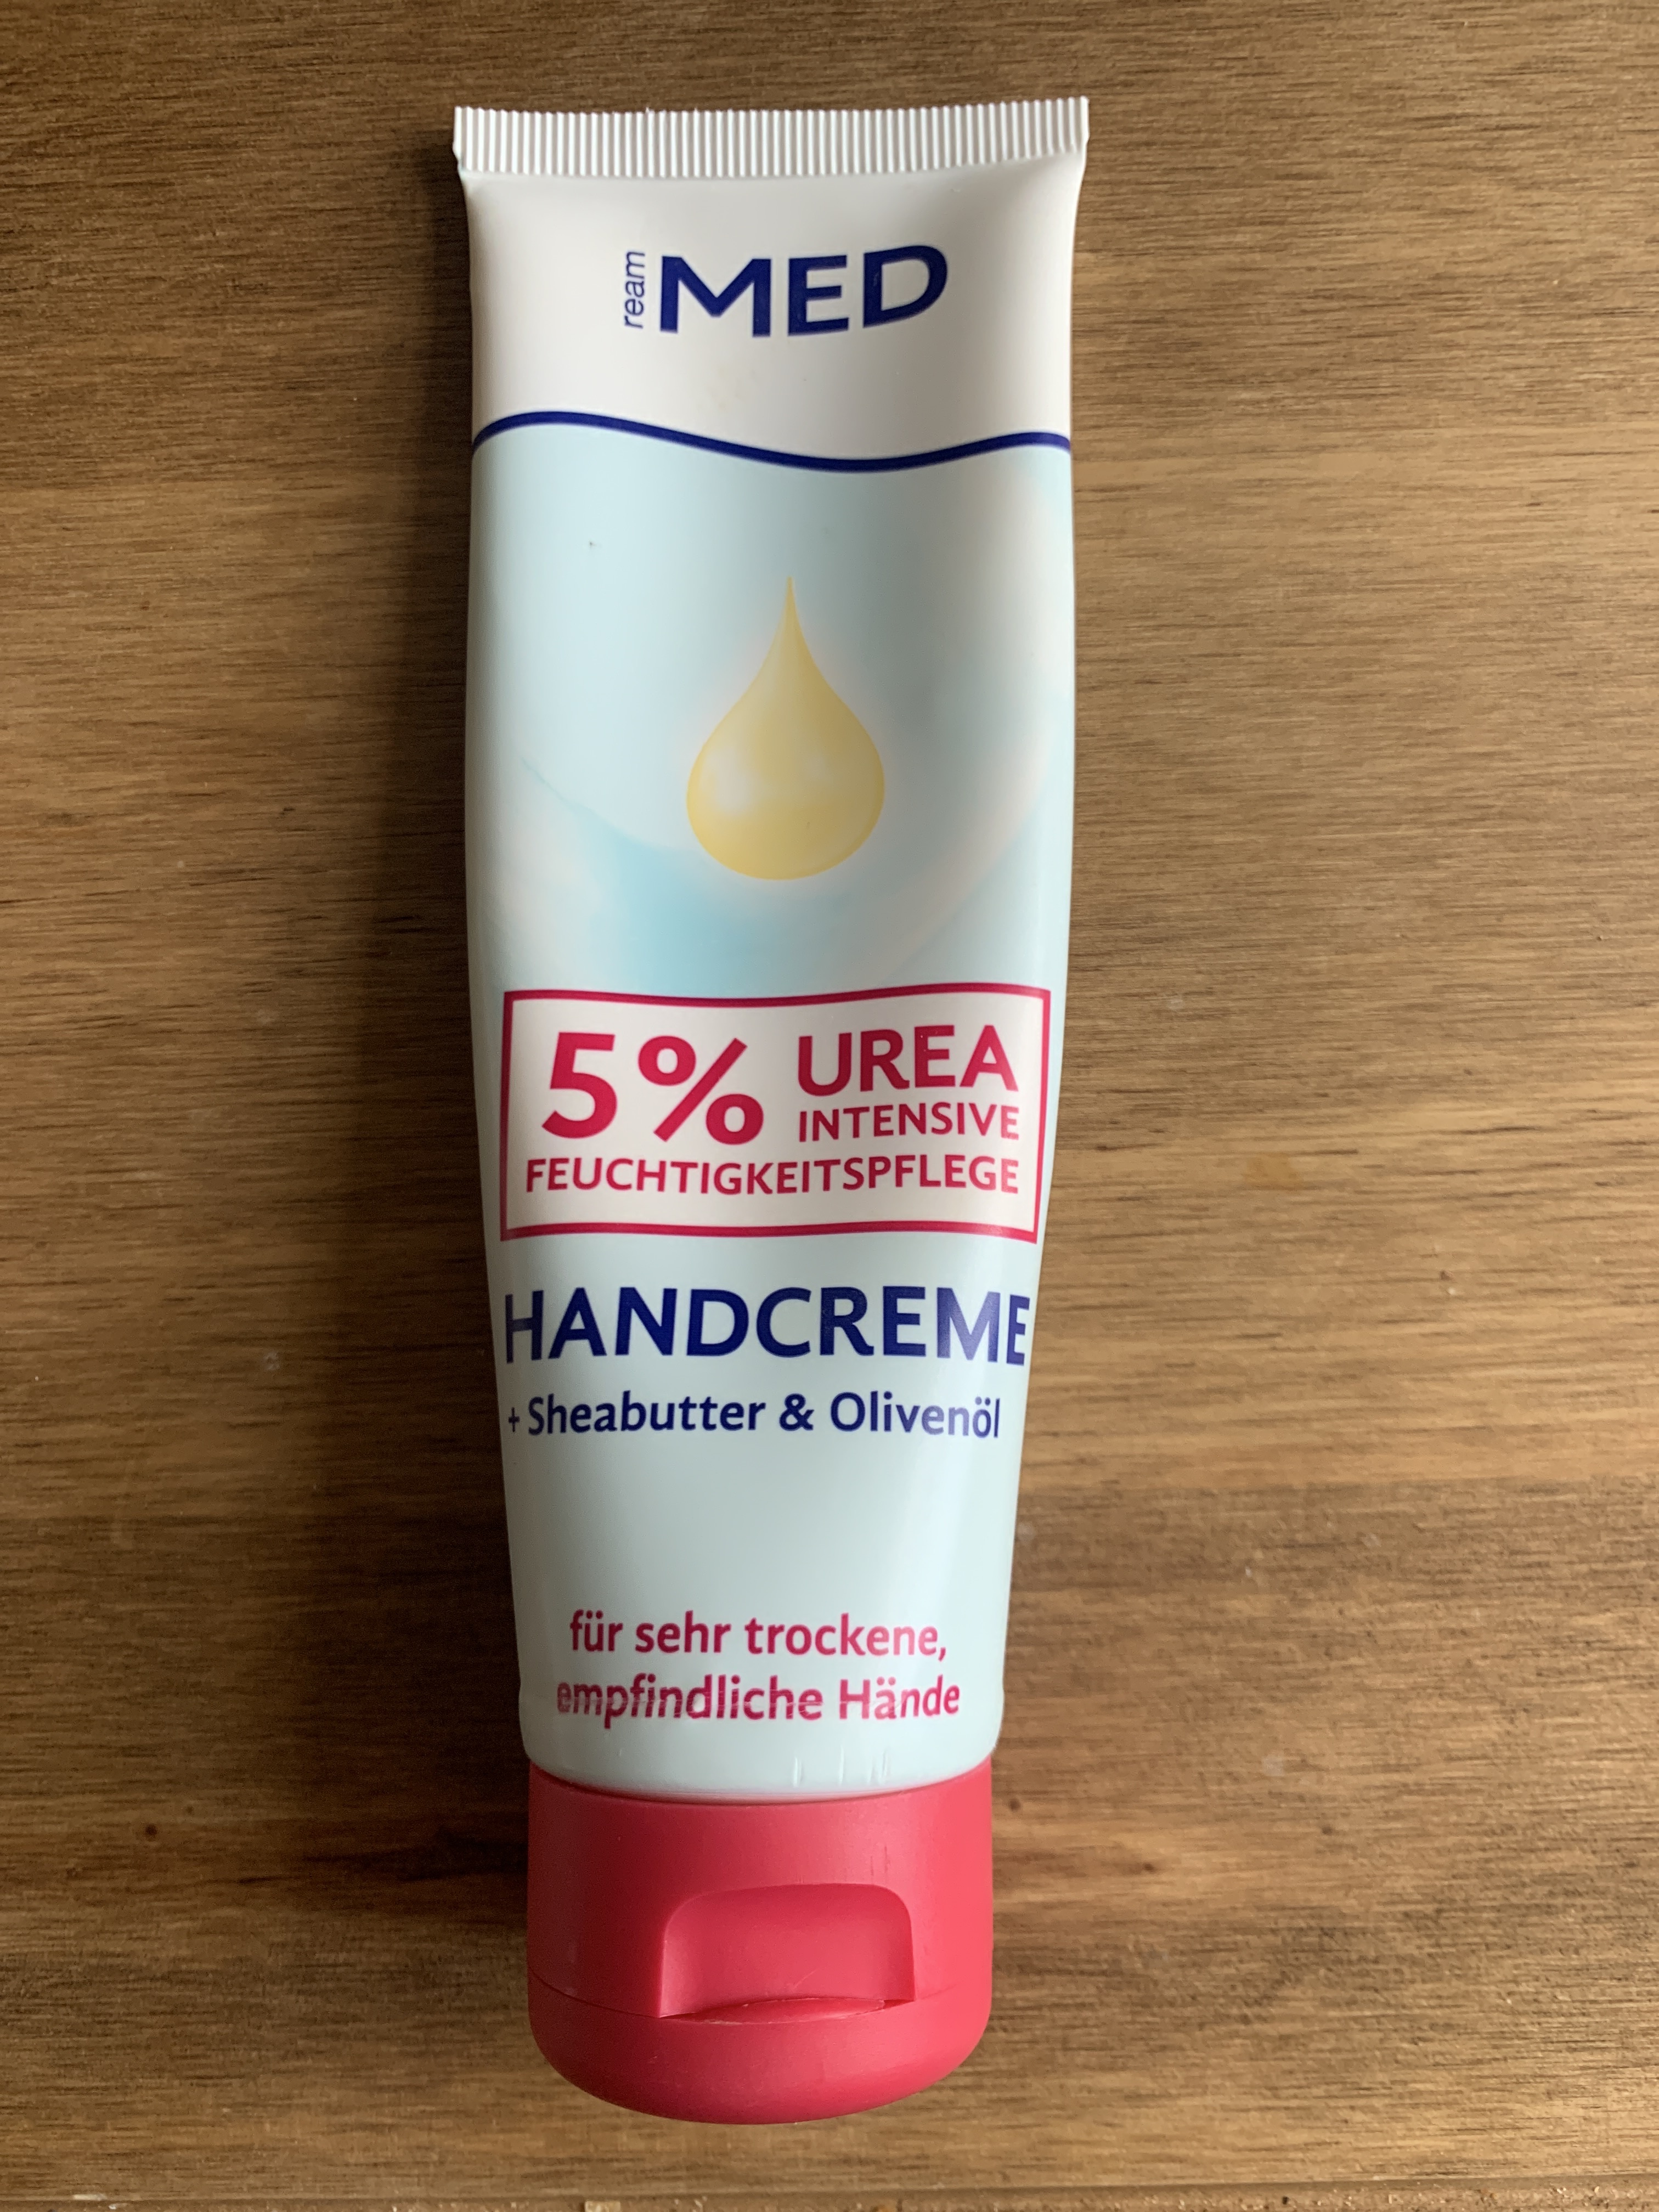 ream MED
5% UREA
INTENSIVE
FEUCHTIGKEITSPFLEGE
HANDCREME
+ Sheabutter & Olivenöl
für sehr trockene,
empfindliche Hände